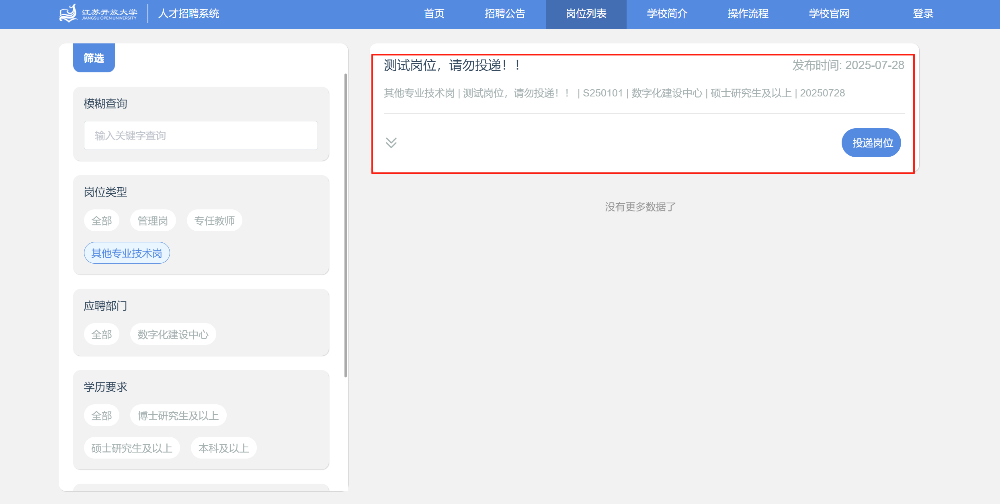 江苏开放大学
JIANGSU OPEN UNIVERSITY
人才招聘系统
首页
招聘公告
岗位列表
学校简介
操作流程
学校官网
登录
筛选
模糊查询
输入关键字查询
岗位类型
全部
管理岗
专任教师
其他专业技术岗
应聘部门
全部
数字化建设中心
学历要求
全部
博士研究生及以上
硕士研究生及以上
本科及以上
测试岗位，请勿投递！！
发布时间: 2025-07-28
其他专业技术岗 | 测试岗位，请勿投递！！ | S250101 | 数字化建设中心 | 硕士研究生及以上 | 20250728
投递岗位
没有更多数据了